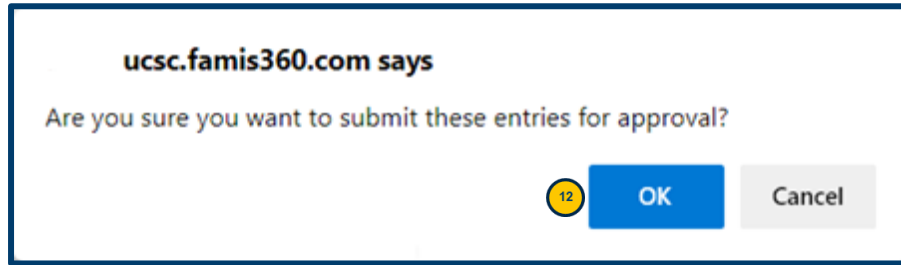 ucsc.famis360.com says
Are you sure you want to submit these entries for approval?
12 OK Cancel